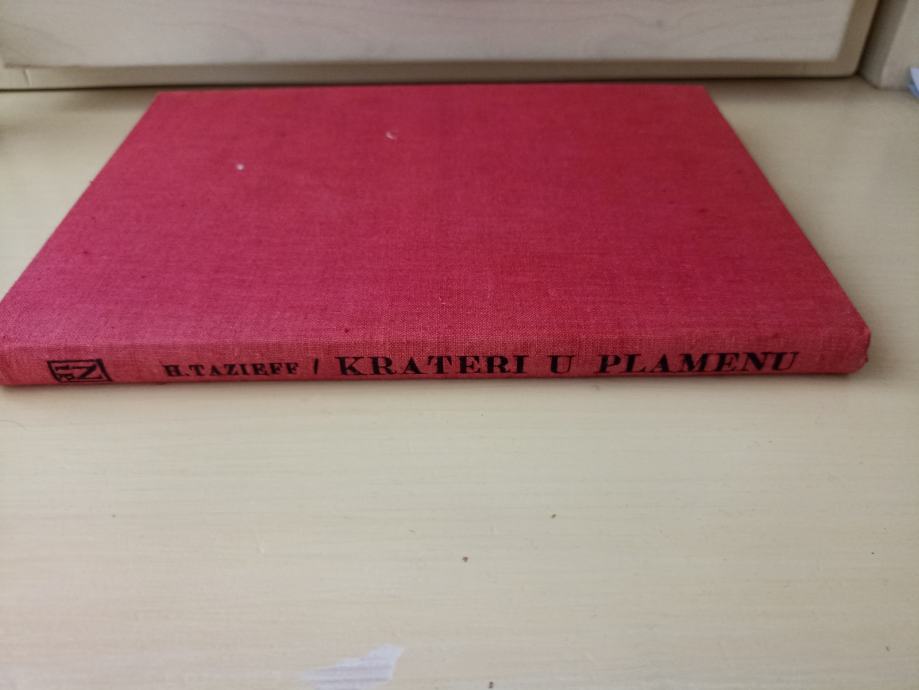 H. TAZIEFF / KRATERI U PLAMENU